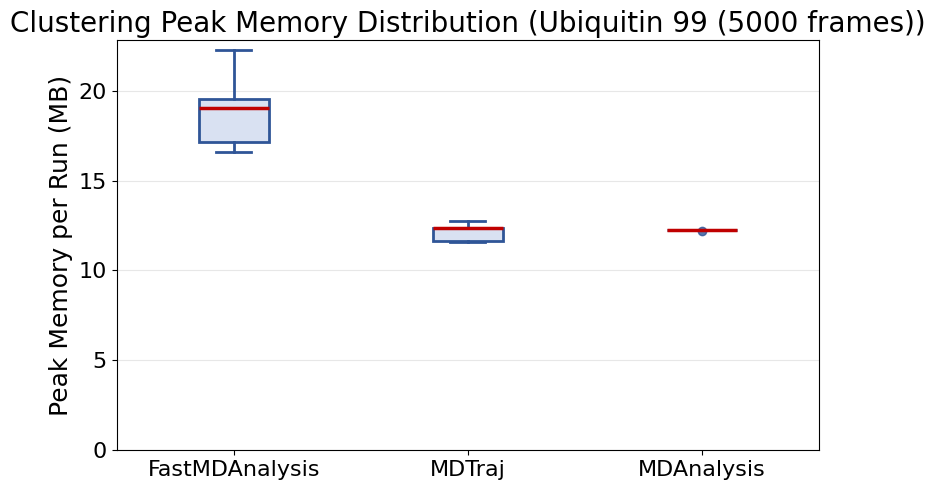 Clustering Peak Memory Distribution (Ubiquitin 99 (5000 frames))
Peak Memory per Run (MB)
20
15
10
5
0
FastMDAnalysis
MDTraj
MDAnalysis